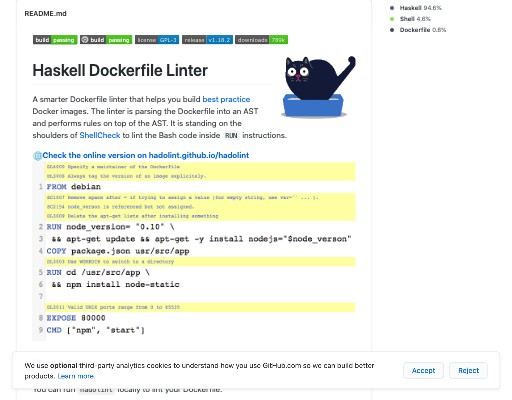 README.md
Haskell 94.6%
Shell 4.6%
Dockerfile 0.8%
build passing build passing license GPL-3 release v1.18.2 downloads 789k
Haskell Dockerfile Linter
A smarter Dockerfile linter that helps you build best practice
Docker images. The linter is parsing the Dockerfile into an AST
and performs rules on top of the AST. It is standing on the
shoulders of ShellCheck to lint the Bash code inside RUN instructions.
Check the online version on hadolint.github.io/hadolint
DL4000 Specify a maintainer of the Dockerfile
DL3006 Always tag the version of an image explicitely.
1 FROM debian
SC1007 Remove space after = if trying to assign a value (for empty string, use var='' ... ).
SC2154 node_verson is referenced but not assigned.
DL3009 Delete the apt-get lists after installing something
2 RUN node_version= "0.10" \
3 && apt-get update && apt-get -y install nodejs="$node_verson"
4 COPY package.json usr/src/app
DL3003 Use WORKDIR to switch to a directory
5 RUN cd /usr/src/app \
6 && npm install node-static
7
DL3011 Valid UNIX ports range from 0 to 65535
8 EXPOSE 80000
9 CMD ["npm", "start"]
We use optional third-party analytics cookies to understand how you use GitHub.com so we can build better
products. Learn more.
Accept
Reject
You can run hadolint locally to lint your Dockerfile.